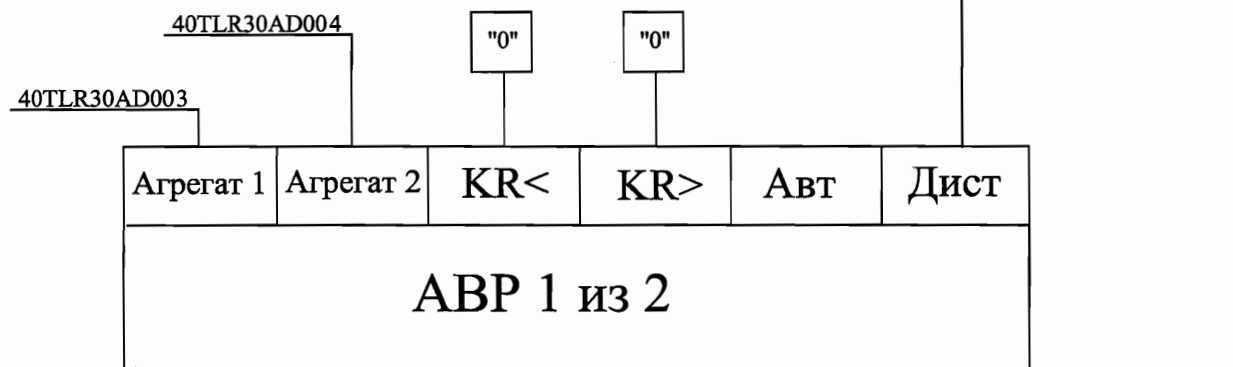 40TLR30AD004
"0" "0"
40TLR30AD003
Агрегат 1 Агрегат 2 KR< KR> Авт Дист
АВР 1 из 2